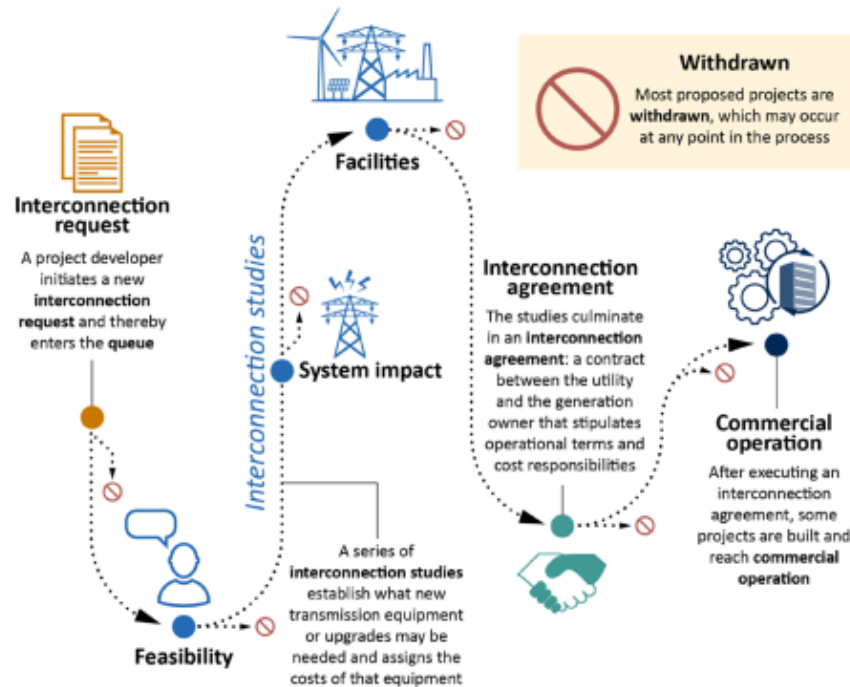 Withdrawn
Most proposed projects are
withdrawn, which may occur
at any point in the process
Interconnection
request
A project developer
initiates a new
interconnection
request and thereby
enters the queue
Feasibility
Interconnection studies
A series of
interconnection studies
establish what new
transmission equipment
or upgrades may be
needed and assigns the
costs of that equipment
System impact
Facilities
Interconnection
agreement
The studies culminate
in an interconnection
agreement: a contract
between the utility
and the generation
owner that stipulates
operational terms and
cost responsibilities
Commercial
operation
After executing an
interconnection
agreement, some
projects are built and
reach commercial
operation